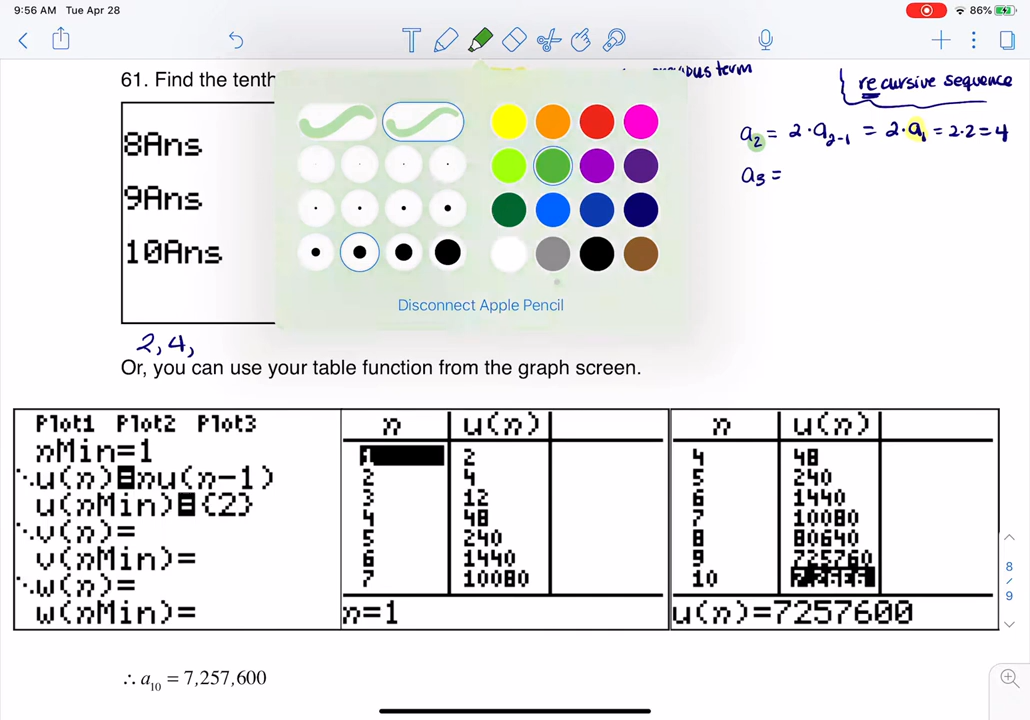 9:56 AM Tue Apr 28
86%
T
61. Find the tenth
term
recursive sequence
8Ans
9Ans
10Ans
a₂ = 2·a₂₋₁ = 2·a₁ = 2·2 = 4
a₃ =
Disconnect Apple Pencil
2, 4,
Or, you can use your table function from the graph screen.
Plot1 Plot2 Plot3
nMin=1
u(n)=nu(n-1)
u(nMin)={2}
v(n)=
v(nMin)=
w(n)=
w(nMin)=
n u(n)
1 2
2 4
3 12
4 48
5 240
6 1440
7 10080
n=1
n u(n)
4 48
5 240
6 1440
7 10080
8 80640
9 725760
10
u(n)=7257600
8
/
9
∴ a₁₀ = 7,257,600